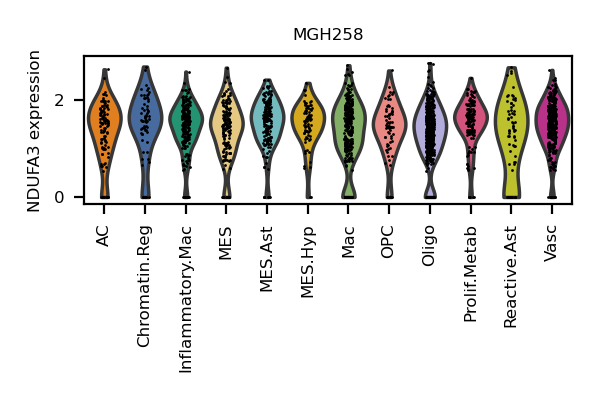 MGH258
NDUFA3 expression
2
0
AC
Chromatin.Reg
Inflammatory.Mac
MES
MES.Ast
MES.Hyp
Mac
OPC
Oligo
Prolif.Metab
Reactive.Ast
Vasc